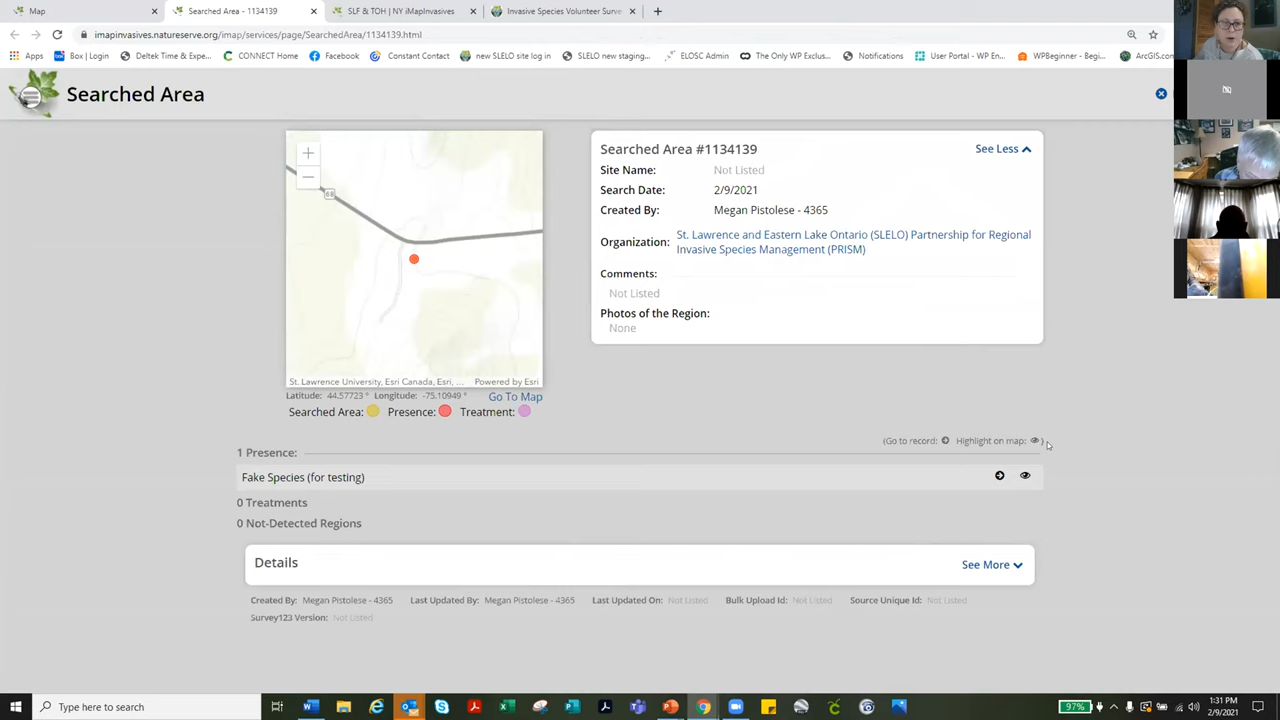 Map
Searched Area - 1134139
SLF & TOH | NY iMapInvasives
Invasive Species Volunteer Surve
imapinvasives.natureserve.org/imap/services/page/SearchedArea/1134139.html
Apps
Box | Login
Deltek Time & Expe...
CONNECT Home
Facebook
Constant Contact
new SLELO site log in
SLELO new staging...
ELOSC Admin
The Only WP Exclus...
Notifications
User Portal - WP En...
WPBeginner - Begi...
ArcGIS.co
Searched Area
68
St. Lawrence University, Esri Canada, Esri, ...
Powered by Esri
Latitude: 44.57723 ° Longitude: -75.10949 °
Go To Map
Searched Area: Presence: Treatment:
Searched Area #1134139
See Less
Site Name: Not Listed
Search Date: 2/9/2021
Created By: Megan Pistolese - 4365
Organization: St. Lawrence and Eastern Lake Ontario (SLELO) Partnership for Regional
Invasive Species Management (PRISM)
Comments:
Not Listed
Photos of the Region:
None
(Go to record: Highlight on map: )
1 Presence:
Fake Species (for testing)
0 Treatments
0 Not-Detected Regions
Details
See More
Created By: Megan Pistolese - 4365 Last Updated By: Megan Pistolese - 4365 Last Updated On: Not Listed Bulk Upload Id: Not Listed Source Unique Id: Not Listed
Survey123 Version: Not Listed
Type here to search
97%
1:31 PM
2/9/2021